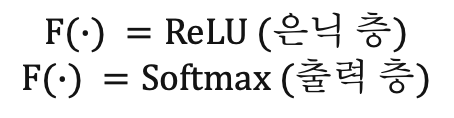 F(·) = ReLU (은닉 층)
F(·) = Softmax (출력 층)